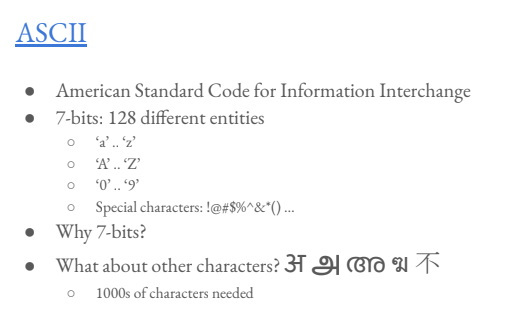 ASCII
● American Standard Code for Information Interchange
● 7-bits: 128 different entities
○ ‘a’ .. ‘z’
○ ‘A’ .. ‘Z’
○ ‘0’ .. ‘9’
○ Special characters: !@#$%^&*() ...
● Why 7-bits?
● What about other characters? अ அ അ ฆ 不
○ 1000s of characters needed